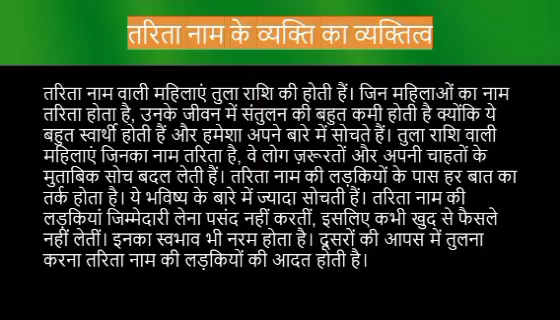 तरिता नाम के व्यक्ति का व्यक्तित्व
तरिता नाम वाली महिलाएं तुला राशि की होती हैं। जिन महिलाओं का नाम
तरिता होता है, उनके जीवन में संतुलन की बहुत कमी होती है क्योंकि ये
बहुत स्वार्थी होती हैं और हमेशा अपने बारे में सोचते हैं। तुला राशि वाली
महिलाएं जिनका नाम तरिता है, वे लोग ज़रूरतों और अपनी चाहतों के
मुताबिक सोच बदल लेती हैं। तरिता नाम की लड़कियों के पास हर बात का
तर्क होता है। ये भविष्य के बारे में ज्यादा सोचती हैं। तरिता नाम की
लड़कियां जिम्मेदारी लेना पसंद नहीं करतीं, इसलिए कभी खुद से फैसले
नहीं लेतीं। इनका स्वभाव भी नरम होता है। दूसरों की आपस में तुलना
करना तरिता नाम की लड़कियों की आदत होती है।